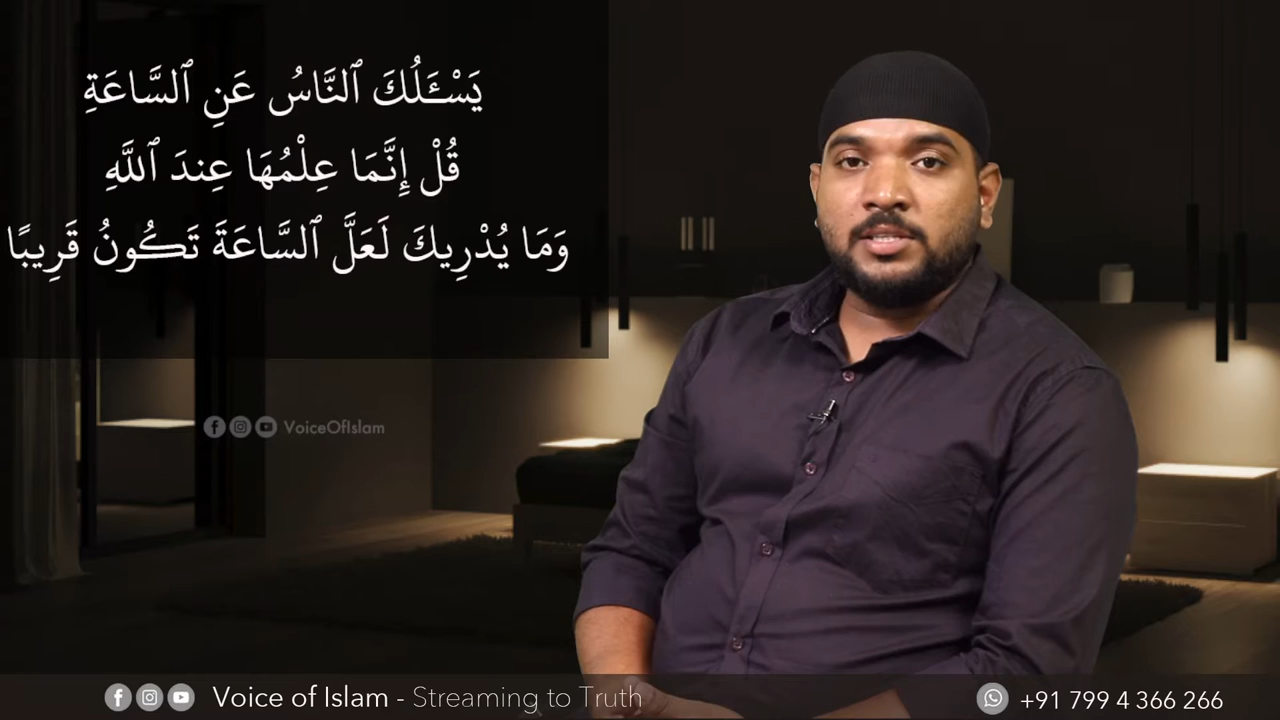 يَسْـَٔلُكَ ٱلنَّاسُ عَنِ ٱلسَّاعَةِ
قُلْ إِنَّمَا عِلْمُهَا عِندَ ٱللَّهِ
وَمَا يُدْرِيكَ لَعَلَّ ٱلسَّاعَةَ تَكُونُ قَرِيبًا
VoiceOfIslam
Voice of Islam - Streaming to Truth
+91 799 4 366 266